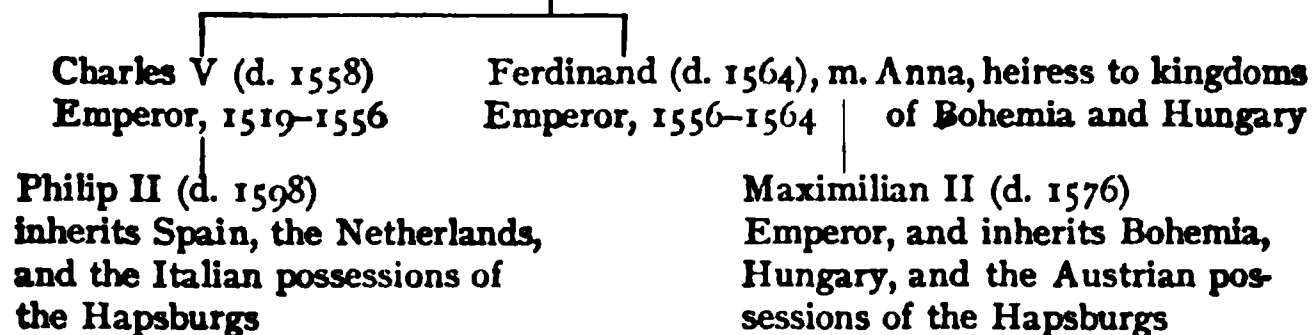 Charles V (d. 1558)
Emperor, 1519–1556
Ferdinand (d. 1564), m. Anna, heiress to kingdoms
Emperor, 1556–1564 of Bohemia and Hungary
Philip II (d. 1598)
inherits Spain, the Netherlands,
and the Italian possessions of
the Hapsburgs
Maximilian II (d. 1576)
Emperor, and inherits Bohemia,
Hungary, and the Austrian pos-
sessions of the Hapsburgs